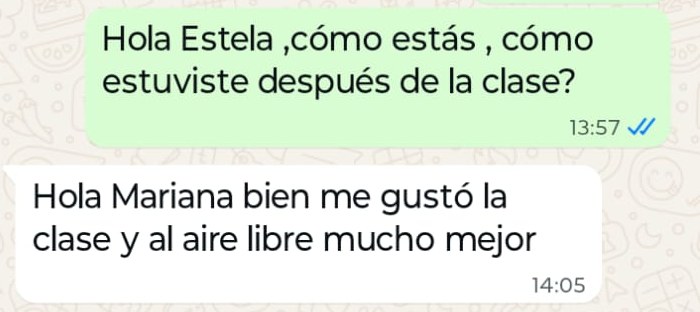 Hola Estela ,cómo estás , cómo
estuviste después de la clase?
13:57
Hola Mariana bien me gustó la
clase y al aire libre mucho mejor
14:05